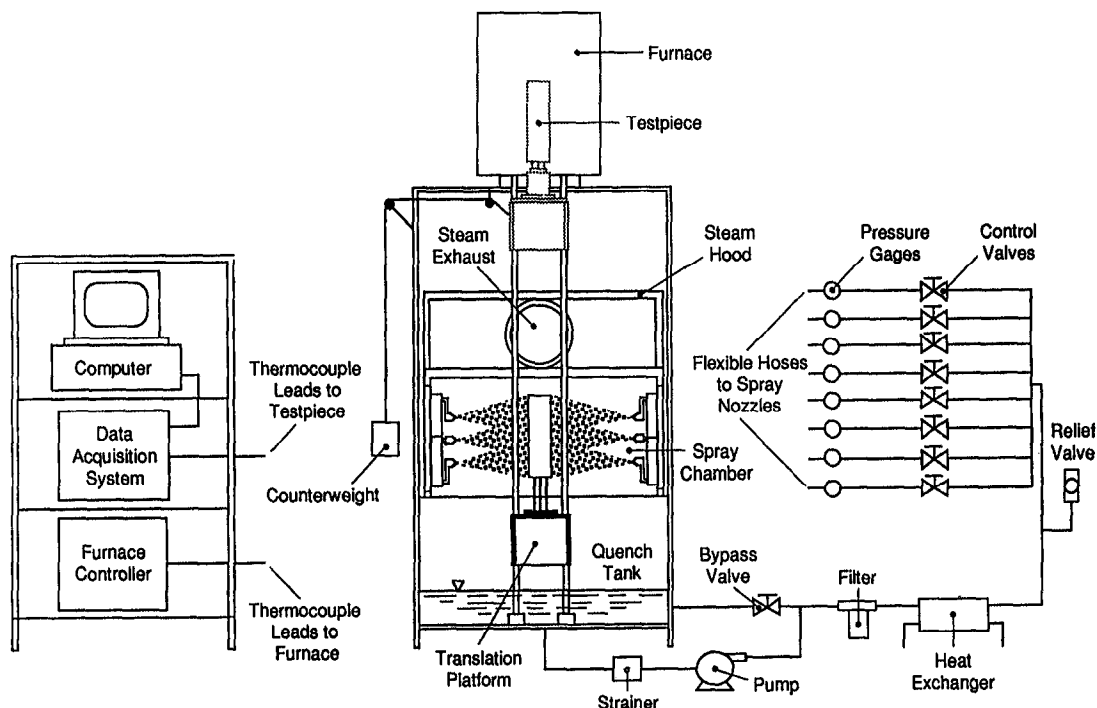 Furnace
Testpiece
Steam
Exhaust
Steam
Hood
Pressure
Gages
Control
Valves
Computer
Thermocouple
Leads to
Testpiece
Flexible Hoses
to Spray
Nozzles
Data
Acquisition
System
Relief
Valve
Spray
Chamber
Counterweight
Furnace
Controller
Quench
Tank
Bypass
Valve
Filter
Thermocouple
Leads to
Furnace
Translation
Platform
Strainer
Pump
Heat
Exchanger